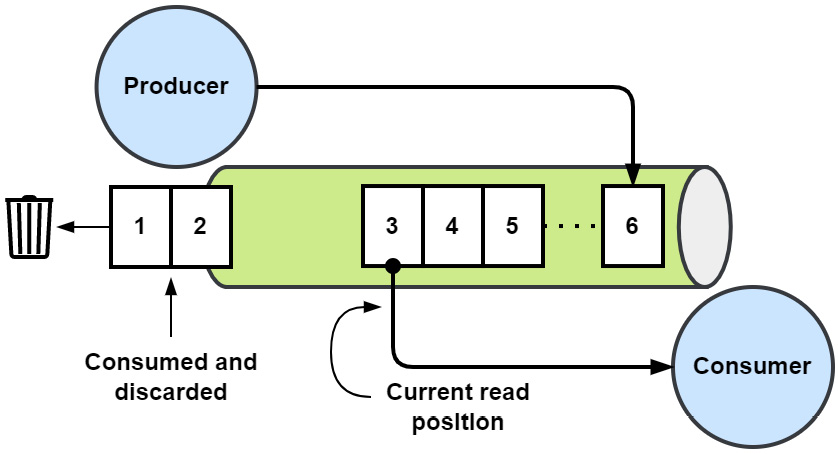 Producer
1 2 3 4 5 6
Consumed and
discarded
Current read
position
Consumer